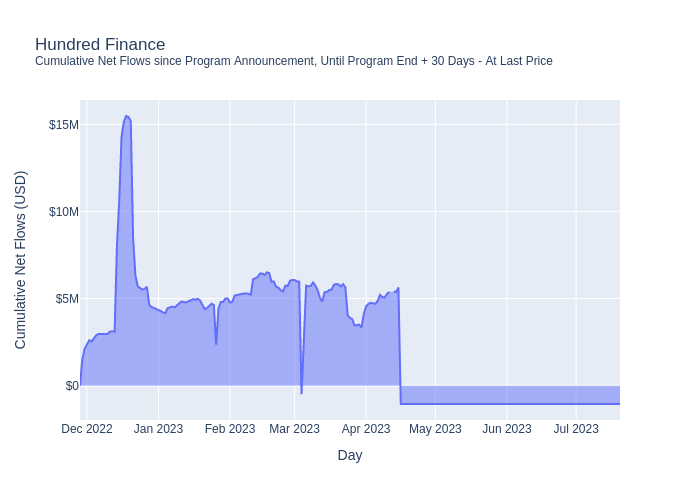 Hundred Finance
Cumulative Net Flows since Program Announcement, Until Program End + 30 Days - At Last Price
Cumulative Net Flows (USD)
$15M
$10M
$5M
$0
Dec 2022 Jan 2023 Feb 2023 Mar 2023 Apr 2023 May 2023 Jun 2023 Jul 2023
Day